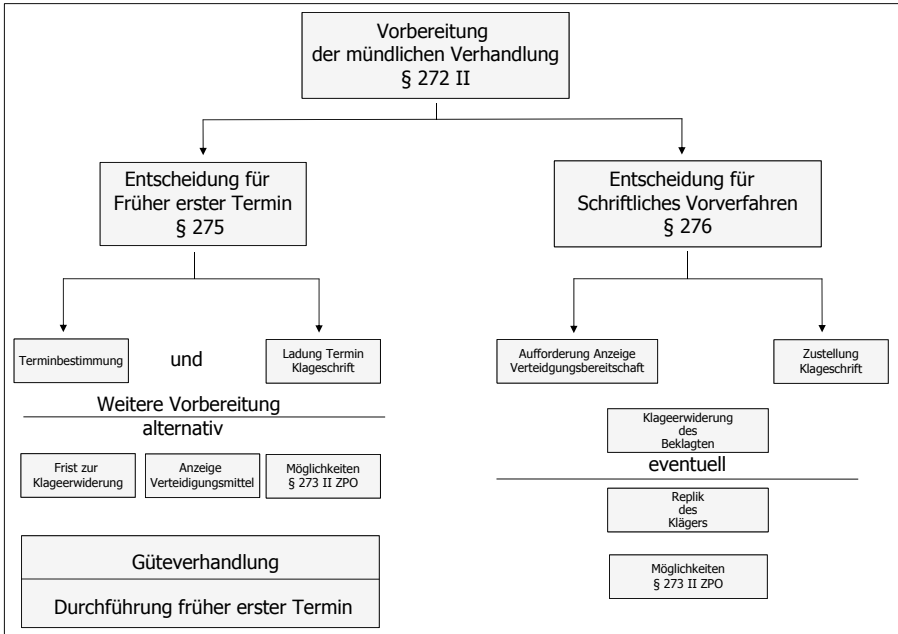 Vorbereitung
der mündlichen Verhandlung
§ 272 II
Entscheidung für
Früher erster Termin
§ 275
Entscheidung für
Schriftliches Vorverfahren
§ 276
Terminbestimmung
und
Ladung Termin
Klageschrift
Aufforderung Anzeige
Verteidgungsbereitschaft
Zustellung
Klageschrift
Weitere Vorbereitung
alternativ
Frist zur
Klageerwiderung
Anzeige
Verteidigungsmittel
Möglichkeiten
§ 273 II ZPO
Güteverhandlung
Durchführung früher erster Termin
Klageerwiderung
des
Beklagten
eventuell
Replik
des
Klägers
Möglichkeiten
§ 273 II ZPO